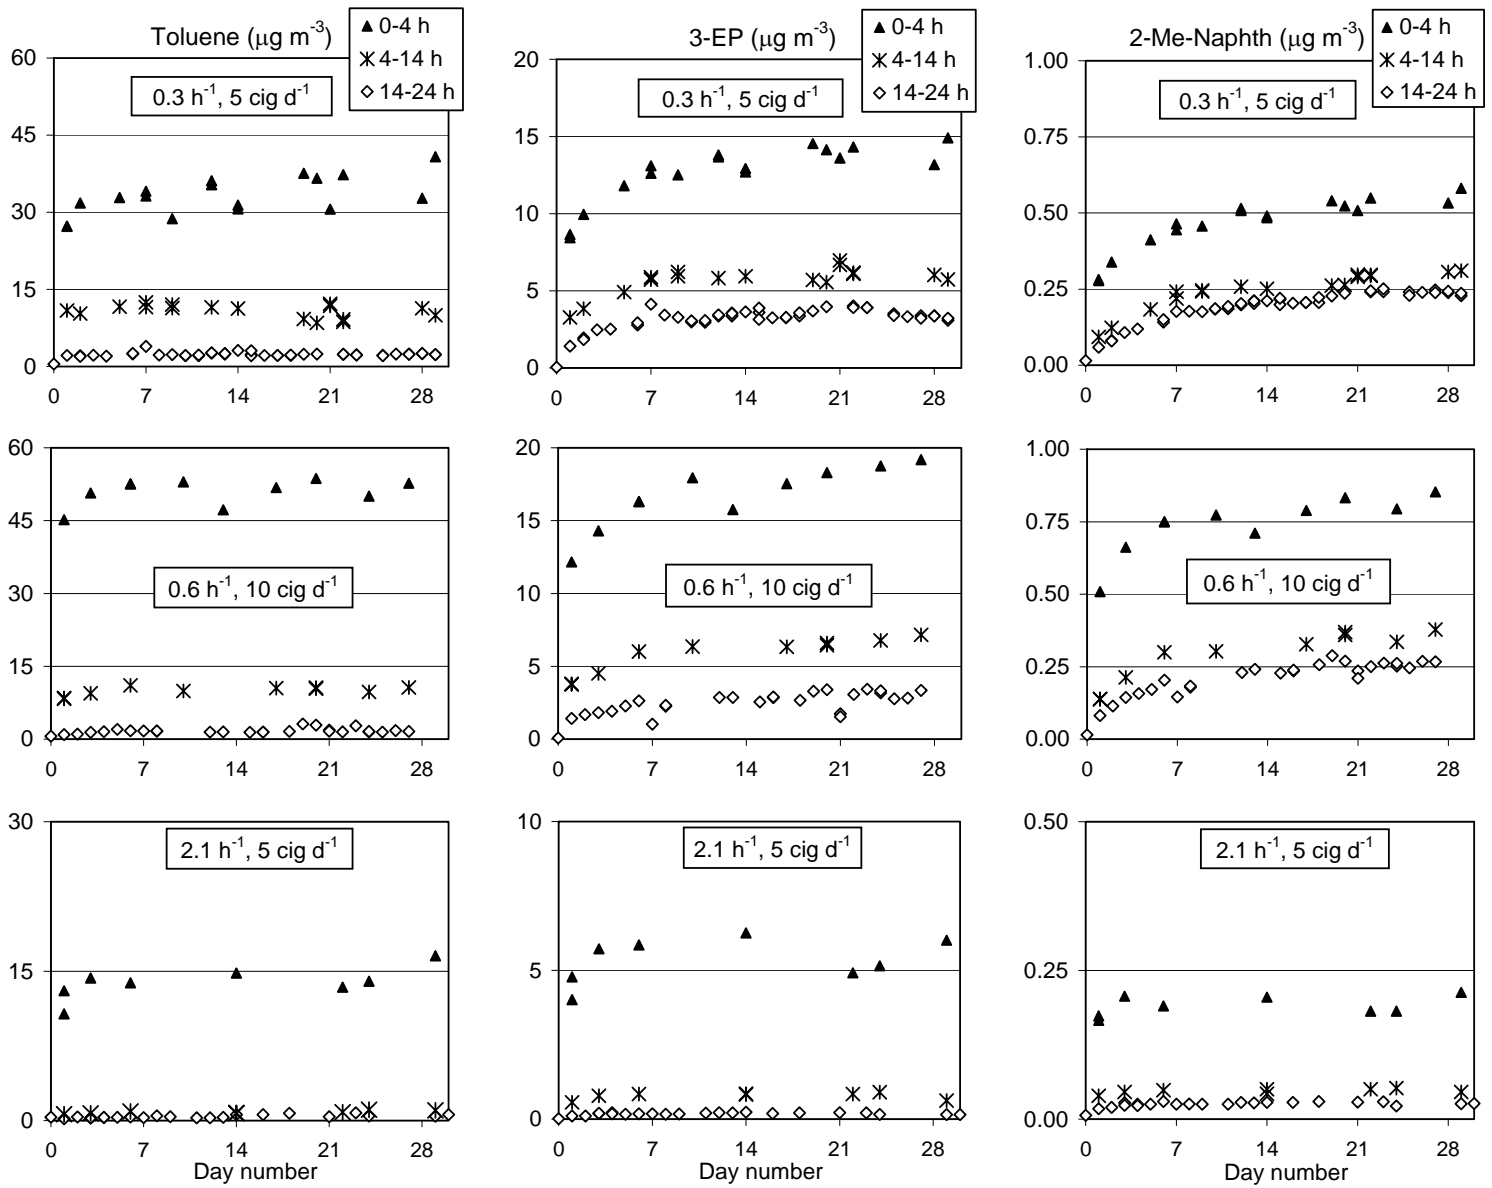 Toluene (μg m-3)
0-4 h
4-14 h
14-24 h
0.3 h-1, 5 cig d-1
60
45
30
15
0
0 7 14 21 28
3-EP (μg m-3)
0-4 h
4-14 h
14-24 h
0.3 h-1, 5 cig d-1
20
15
10
5
0
0 7 14 21 28
2-Me-Naphth (μg m-3)
0-4 h
4-14 h
14-24 h
0.3 h-1, 5 cig d-1
1.00
0.75
0.50
0.25
0.00
0 7 14 21 28
60
45
30
15
0
0.6 h-1, 10 cig d-1
0 7 14 21 28
20
15
10
5
0
0.6 h-1, 10 cig d-1
0 7 14 21 28
1.00
0.75
0.50
0.25
0.00
0.6 h-1, 10 cig d-1
0 7 14 21 28
30
15
0
2.1 h-1, 5 cig d-1
0 7 14 21 28
Day number
10
5
0
2.1 h-1, 5 cig d-1
0 7 14 21 28
Day number
0.50
0.25
0.00
2.1 h-1, 5 cig d-1
0 7 14 21 28
Day number